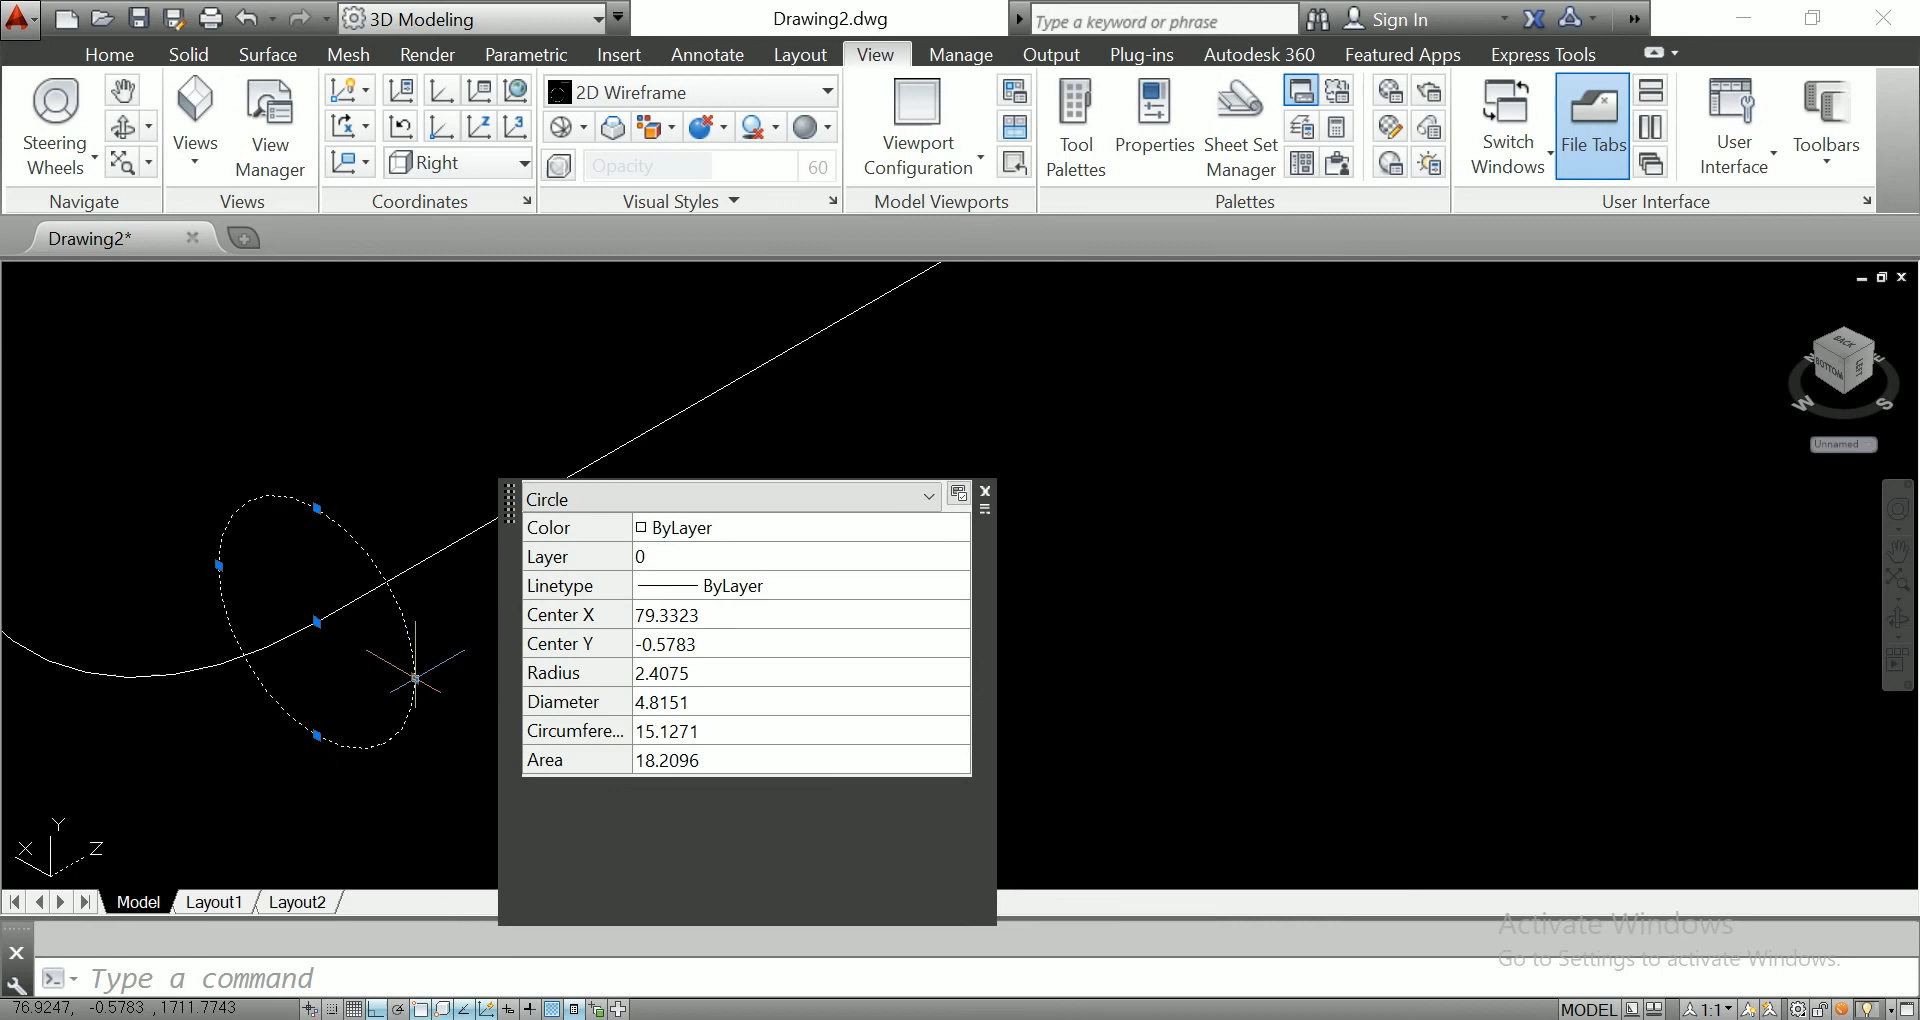 3D Modeling
Drawing2.dwg
Type a keyword or phrase
Sign In
Home Solid Surface Mesh Render Parametric Insert Annotate Layout View Manage Output Plug-ins Autodesk 360 Featured Apps Express Tools
Steering Wheels
Views
View Manager
Right
2D Wireframe
Opacity 60
Viewport Configuration
Tool Palettes
Properties
Sheet Set Manager
Switch Windows
File Tabs
User Interface
Toolbars
Navigate Views Coordinates Visual Styles Model Viewports Palettes User Interface
Drawing2*
BACK
BOTTOM
W S
Unnamed
Circle
Color ByLayer
Layer 0
Linetype ByLayer
Center X 79.3323
Center Y -0.5783
Radius 2.4075
Diameter 4.8151
Circumfere... 15.1271
Area 18.2096
Y
X Z
Model Layout1 Layout2
Activate Windows
Go to Settings to activate Windows.
Type a command
76.9247, -0.5783 , 1711.7743
MODEL 1:1